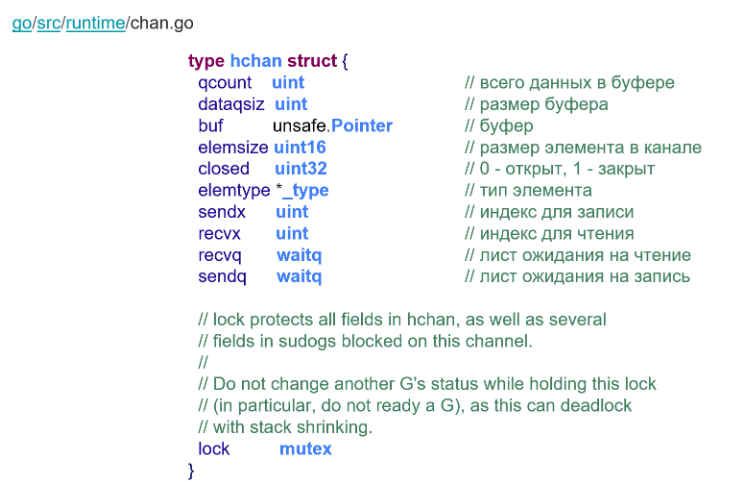 go/src/runtime/chan.go
type hchan struct {
qcount uint // всего данных в буфере
dataqsiz uint // размер буфера
buf unsafe.Pointer // буфер
elemsize uint16 // размер элемента в канале
closed uint32 // 0 - открыт, 1 - закрыт
elemtype *_type // тип элемента
sendx uint // индекс для записи
recvx uint // индекс для чтения
recvq waitq // лист ожидания на чтение
sendq waitq // лист ожидания на запись
// lock protects all fields in hchan, as well as several
// fields in sudogs blocked on this channel.
//
// Do not change another G's status while holding this lock
// (in particular, do not ready a G), as this can deadlock
// with stack shrinking.
lock mutex
}